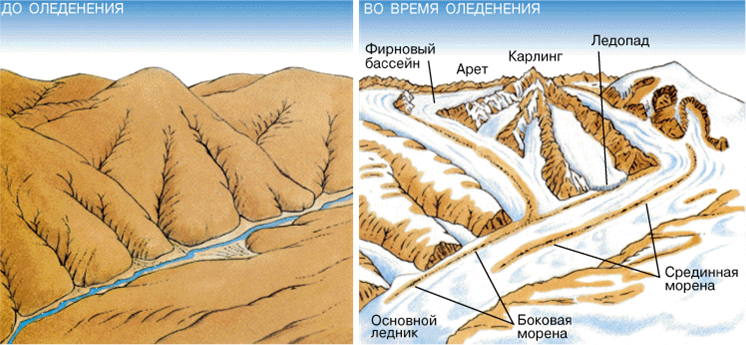 ДО ОЛЕДЕНЕНИЯ
ВО ВРЕМЯ ОЛЕДЕНЕНИЯ
Фирновый
бассейн
Арет
Карлинг
Ледопад
Срединная
морена
Боковая
морена
Основной
ледник